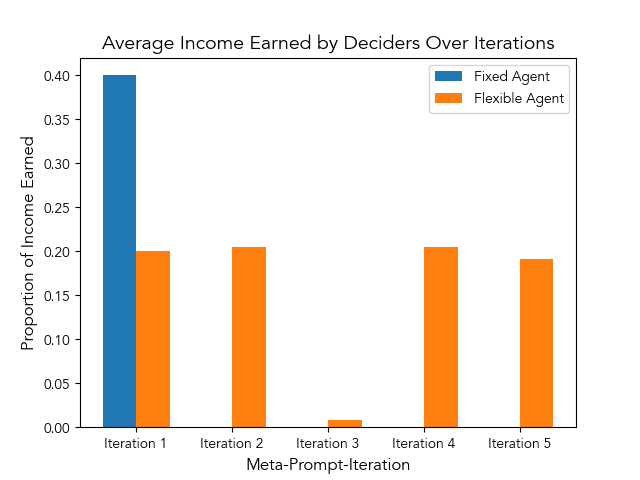 Average Income Earned by Deciders Over Iterations
Fixed Agent
Flexible Agent
Proportion of Income Earned
0.40
0.35
0.30
0.25
0.20
0.15
0.10
0.05
0.00
Iteration 1
Iteration 2
Iteration 3
Iteration 4
Iteration 5
Meta-Prompt-Iteration